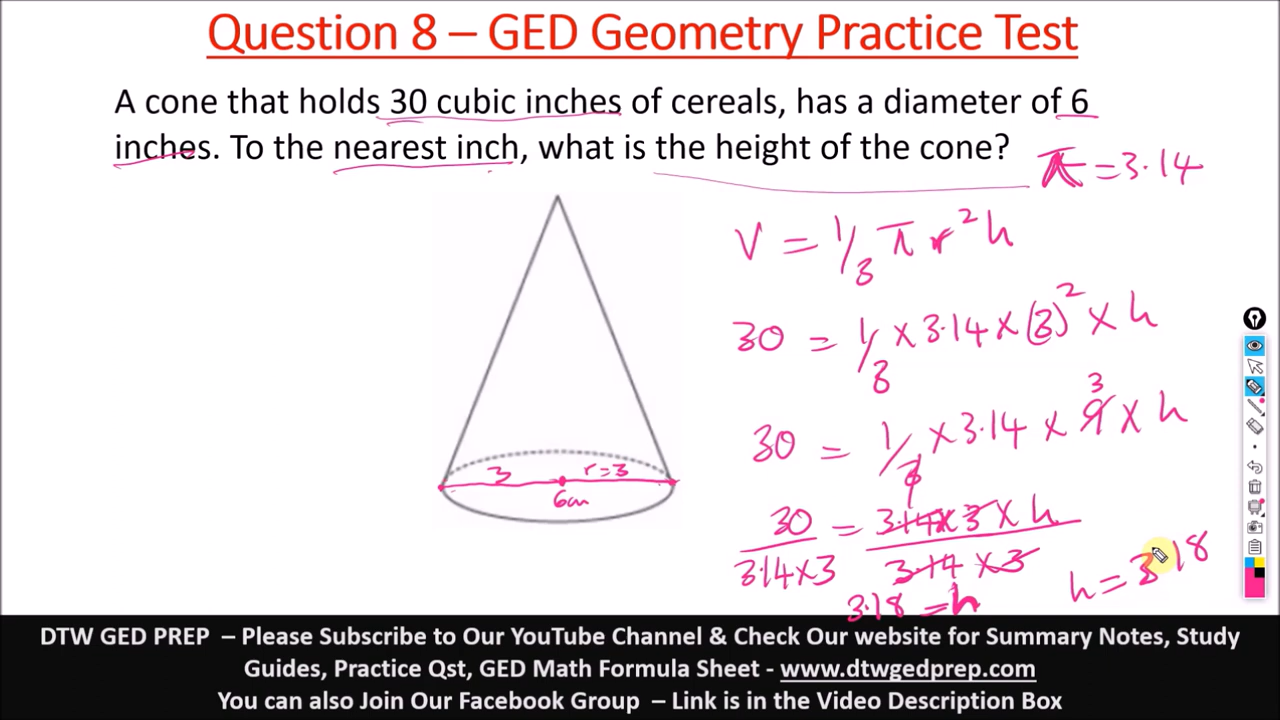 Question 8 – GED Geometry Practice Test
A cone that holds 30 cubic inches of cereals, has a diameter of 6
inches. To the nearest inch, what is the height of the cone?
π = 3.14
V = 1/3 π r² h
30 = 1/3 × 3.14 × (3)² × h
30 = 1/3 × 3.14 × 9 × h
3
1
3 r=3
6cm
30 = 3.14 × 3 × h
3.14 × 3 3.14 × 3
3.18 = h
h = 3.18
DTW GED PREP – Please Subscribe to Our YouTube Channel & Check Our website for Summary Notes, Study
Guides, Practice Qst, GED Math Formula Sheet - www.dtwgedprep.com
You can also Join Our Facebook Group – Link is in the Video Description Box